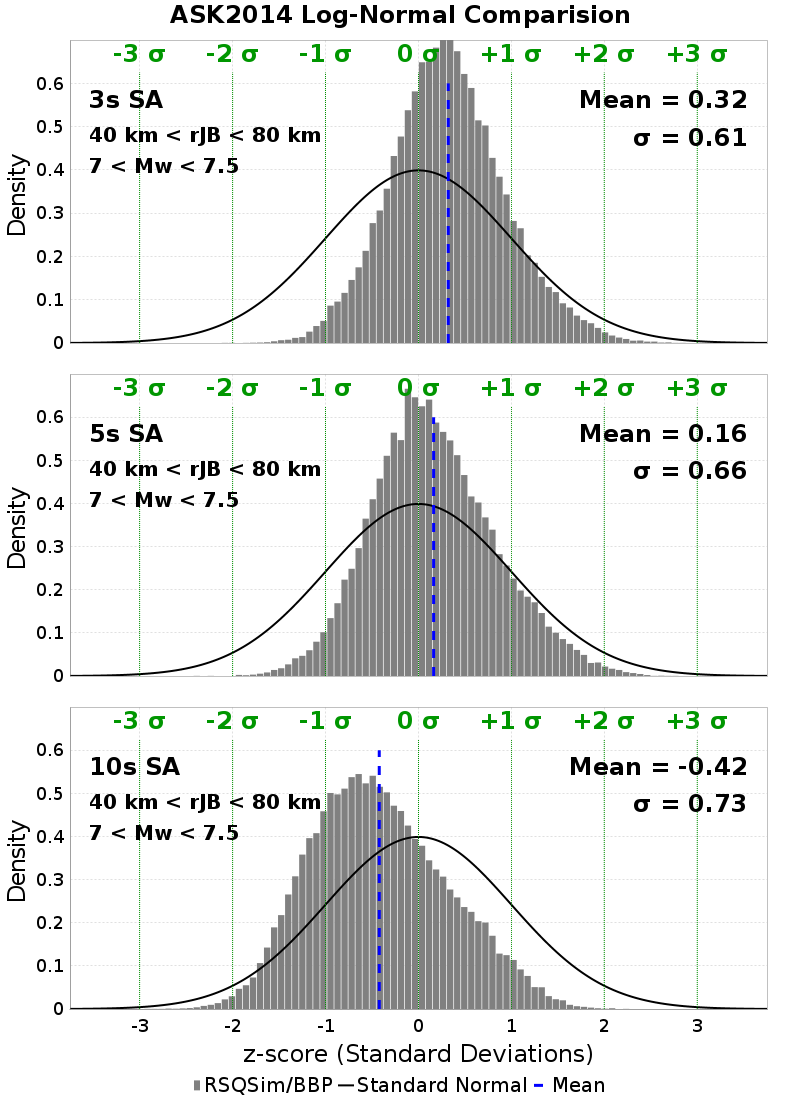 ASK2014 Log-Normal Comparision
-3 σ -2 σ -1 σ 0 σ +1 σ +2 σ +3 σ
3s SA
40 km < rJB < 80 km
7 < Mw < 7.5
Mean = 0.32
σ = 0.61
Density
0.6
0.5
0.4
0.3
0.2
0.1
0
-3 σ -2 σ -1 σ 0 σ +1 σ +2 σ +3 σ
5s SA
40 km < rJB < 80 km
7 < Mw < 7.5
Mean = 0.16
σ = 0.66
Density
0.6
0.5
0.4
0.3
0.2
0.1
0
-3 σ -2 σ -1 σ 0 σ +1 σ +2 σ +3 σ
10s SA
40 km < rJB < 80 km
7 < Mw < 7.5
Mean = -0.42
σ = 0.73
Density
0.6
0.5
0.4
0.3
0.2
0.1
0
-3 -2 -1 0 1 2 3
z-score (Standard Deviations)
RSQSim/BBP Standard Normal Mean